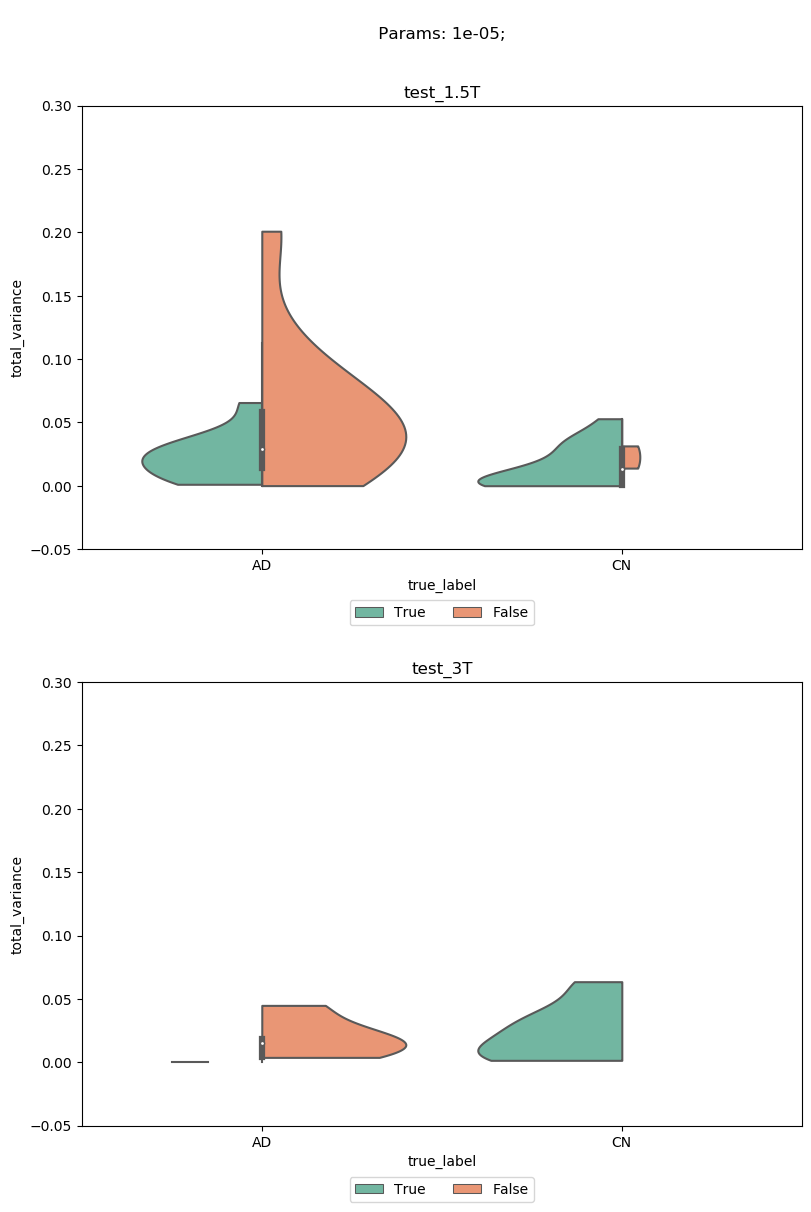 Params: 1e-05;
test_1.5T
0.30
0.25
0.20
0.15
0.10
0.05
0.00
−0.05
total_variance
AD CN
true_label
True False
test_3T
0.30
0.25
0.20
0.15
0.10
0.05
0.00
−0.05
total_variance
AD CN
true_label
True False